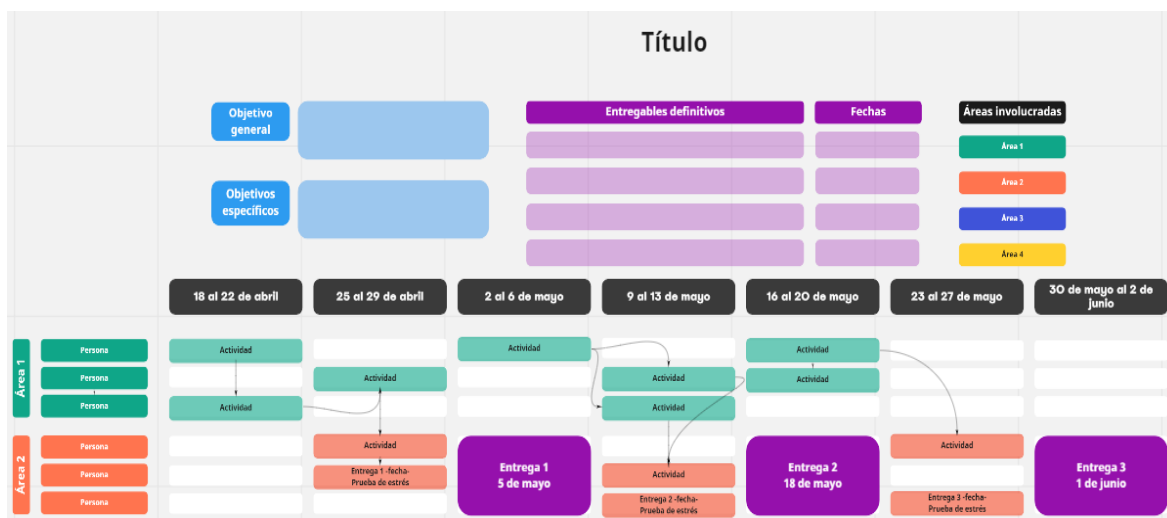 Título
Objetivo
general
Objetivos
específicos
Entregables definitivos
Fechas
Áreas involucradas
Área 1
Área 2
Área 3
Área 4
18 al 22 de abril
25 al 29 de abril
2 al 6 de mayo
9 al 13 de mayo
16 al 20 de mayo
23 al 27 de mayo
30 de mayo al 2 de
junio
Área 1
Persona
Actividad
Actividad
Actividad
Persona
Actividad
Actividad
Actividad
Persona
Actividad
Actividad
Área 2
Persona
Actividad
Actividad
Persona
Entrega 1 -fecha-
Prueba de estrés
Entrega 1
5 de mayo
Actividad
Entrega 2
18 de mayo
Entrega 3
1 de junio
Persona
Entrega 2 -fecha-
Prueba de estrés
Entrega 3 -fecha-
Prueba de estrés